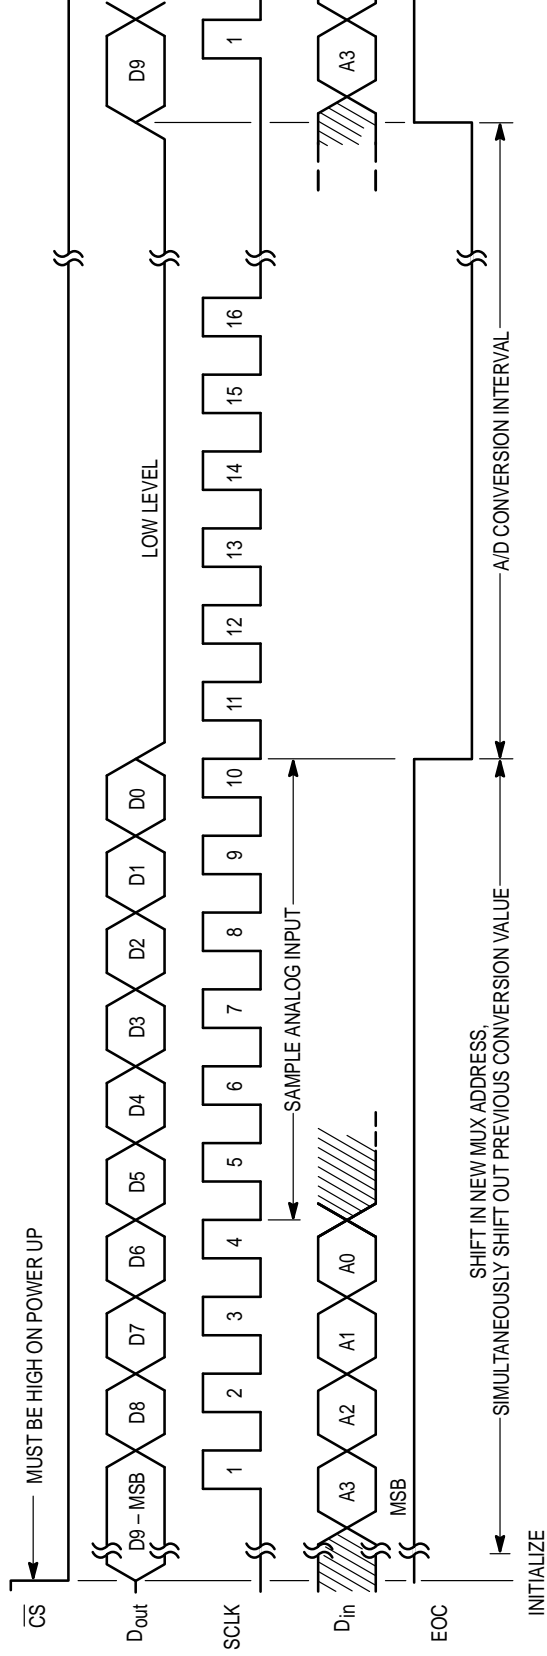 CS MUST BE HIGH ON POWER UP
Dout D9 – MSB D8 D7 D6 D5 D4 D3 D2 D1 D0 LOW LEVEL D9
SCLK 1 2 3 4 5 6 7 8 9 10 11 12 13 14 15 16 1
SAMPLE ANALOG INPUT
Din A3 A2 A1 A0 A3
MSB
EOC
SHIFT IN NEW MUX ADDRESS,
SIMULTANEOUSLY SHIFT OUT PREVIOUS CONVERSION VALUE A/D CONVERSION INTERVAL
INITIALIZE